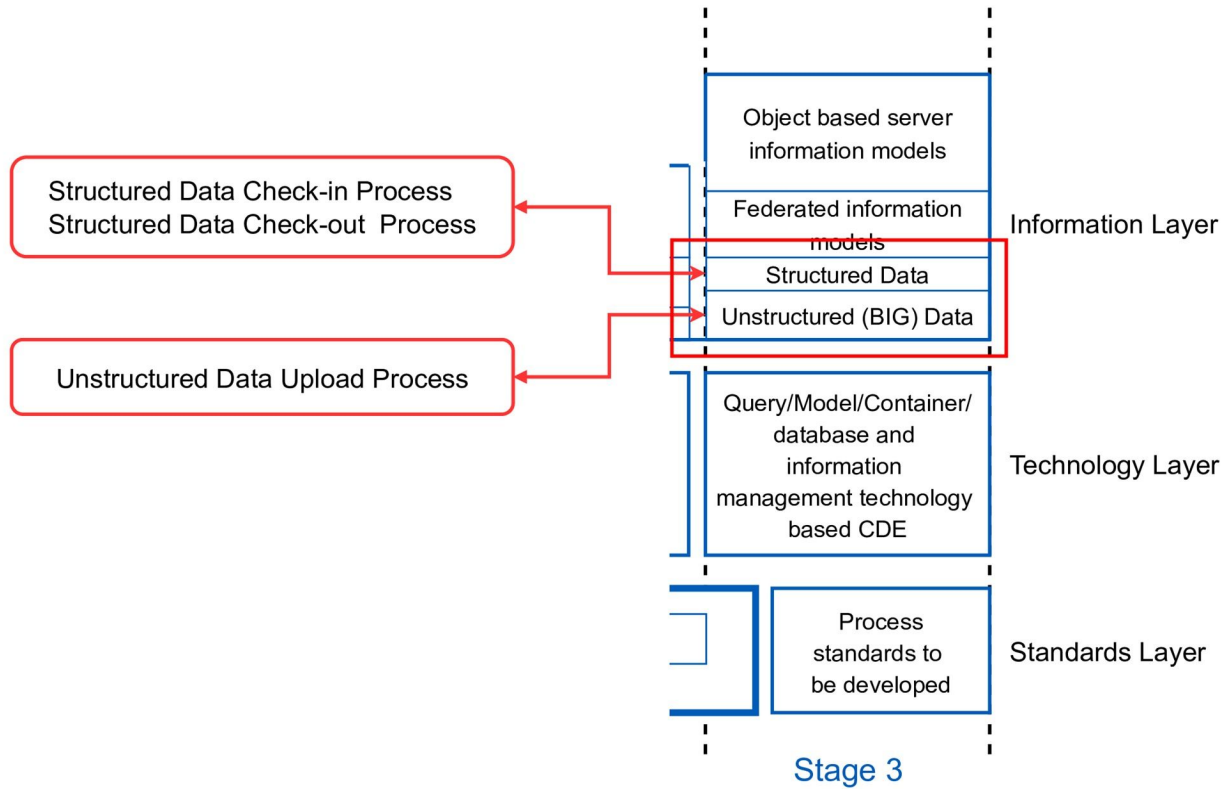 Object based server
information models
Structured Data Check-in Process
Structured Data Check-out Process
Federated information
models
Information Layer
Structured Data
Unstructured (BIG) Data
Unstructured Data Upload Process
Query/Model/Container/
database and
information
management technology
based CDE
Technology Layer
Process
standards to
be developed
Standards Layer
Stage 3